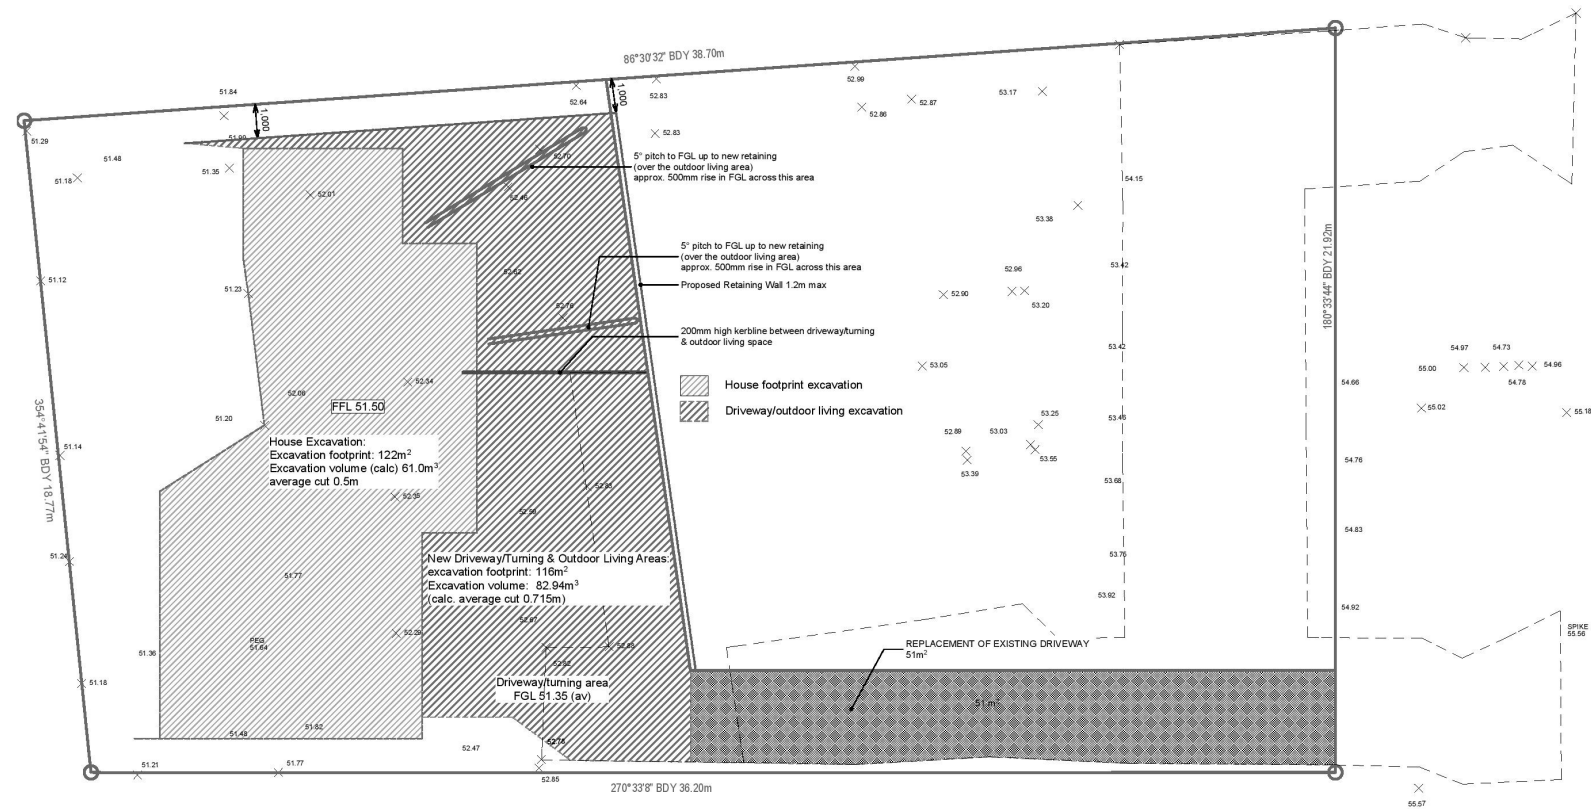 86°30'32" BDY 38.70m
51.84
52.64
52.83
52.99
52.86
52.87
53.17
1,000
1,000
51.29
51.99
52.83
51.48
51.18
51.35
52.01
52.70
52.46
5° pitch to FGL up to new retaining
(over the outdoor living area)
approx. 500mm rise in FGL across this area
54.15
53.38
5° pitch to FGL up to new retaining
(over the outdoor living area)
approx. 500mm rise in FGL across this area
Proposed Retaining Wall 1.2m max
52.62
53.42
52.96
51.12
51.23
52.90
53.20
52.76
180°33'44" BDY 21.92m
200mm high kerbline between driveway/turning
& outdoor living space
53.42
54.97
54.73
53.05
55.00
54.96
54.78
52.34
54.66
House footprint excavation
52.06
FFL 51.50
Driveway/outdoor living excavation
55.02
55.18
51.20
53.25
53.46
52.89
53.03
354°41'54" BDY 18.77m
House Excavation:
Excavation footprint: 122m²
Excavation volume (calc) 61.0m³
average cut 0.5m
51.14
53.55
53.39
54.76
53.68
52.83
52.35
52.59
54.83
51.24
53.75
New Driveway/Turning & Outdoor Living Areas:
excavation footprint: 116m²
Excavation volume: 82.94m³
(calc. average cut 0.715m)
51.77
53.92
54.92
52.67
52.29
PEG
51.64
SPIKE
55.56
51.36
52.68
REPLACEMENT OF EXISTING DRIVEWAY
51m²
52.82
51.18
Driveway/turning area
FGL 51.35 (av)
51 m²
51.82
51.48
52.47
52.78
51.21
51.77
52.85
270°33'8" BDY 36.20m
55.57